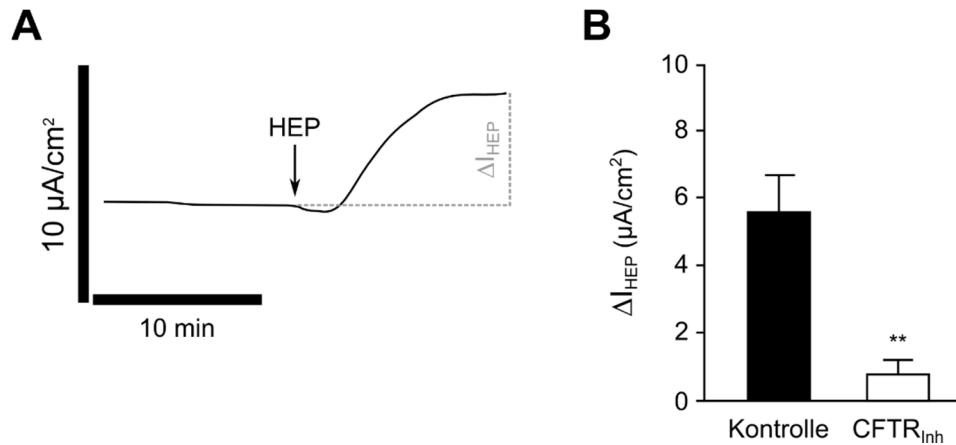 A
10 µA/cm²
HEP
ΔI_HEP
10 min
B
ΔI_HEP (µA/cm²)
10
8
6
4
2
0
**
Kontrolle
CFTR_Inh